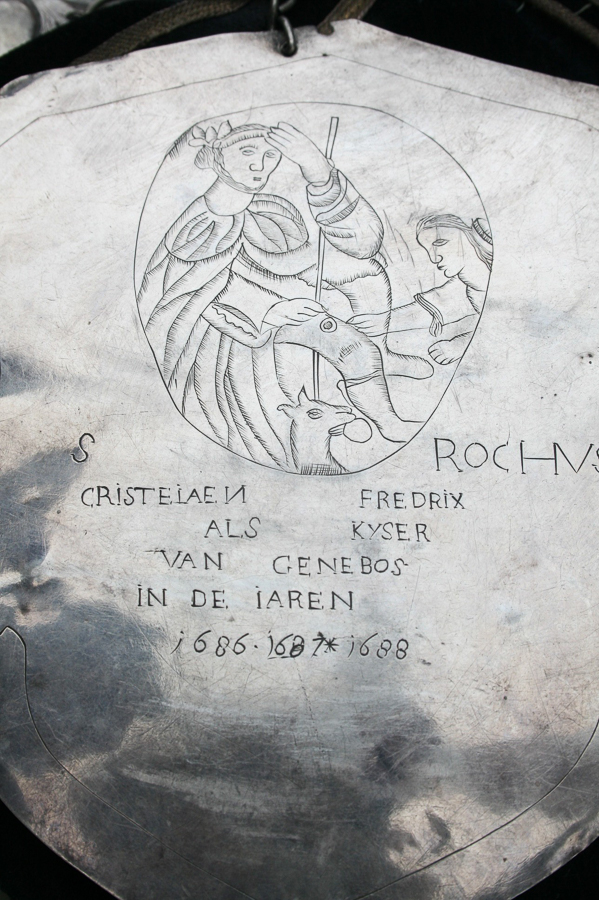 S ROCHVS
CRISTEIAEN FREDRIX
ALS KYSER
VAN GENEBOS
IN DE IAREN
1686 · 1687 * 1688